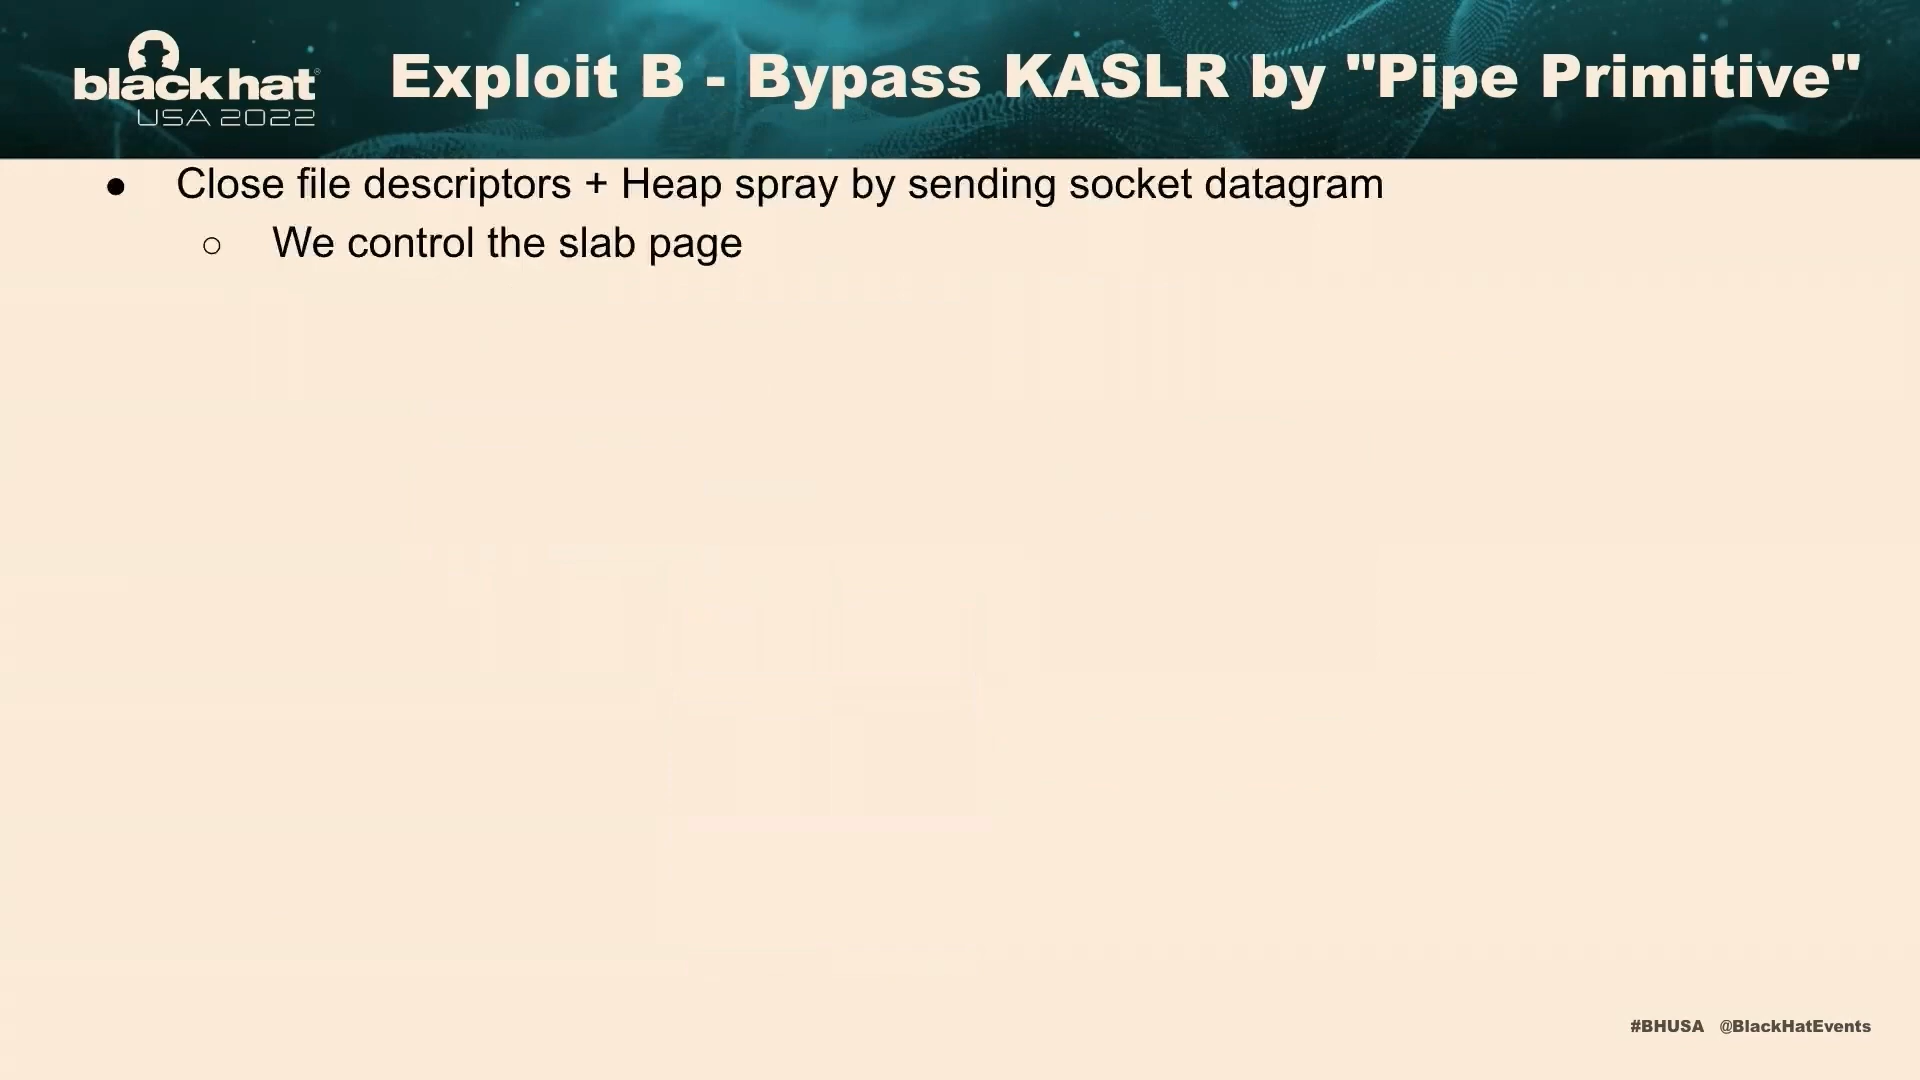 black hat
USA 2022
Exploit B - Bypass KASLR by "Pipe Primitive"
● Close file descriptors + Heap spray by sending socket datagram
○ We control the slab page
#BHUSA @BlackHatEvents